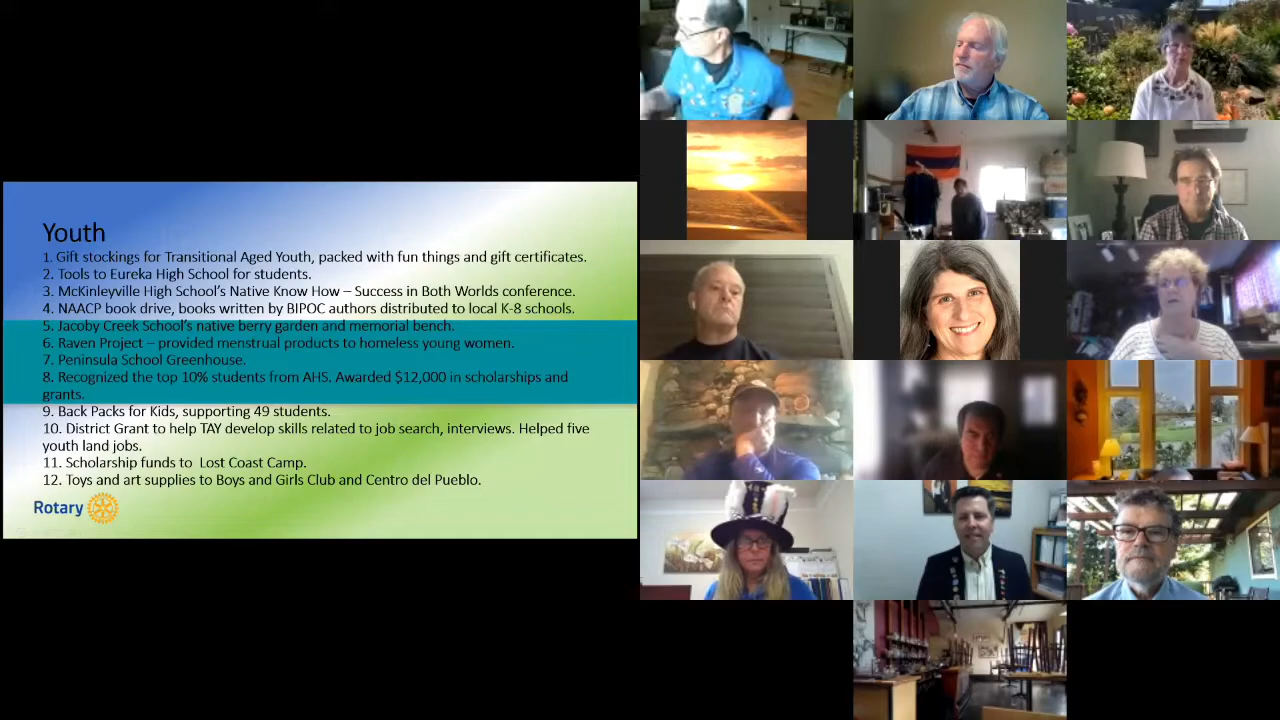 Youth
1. Gift stockings for Transitional Aged Youth, packed with fun things and gift certificates.
2. Tools to Eureka High School for students.
3. McKinleyville High School's Native Know How – Success in Both Worlds conference.
4. NAACP book drive, books written by BIPOC authors distributed to local K-8 schools.
5. Jacoby Creek School's native berry garden and memorial bench.
6. Raven Project – provided menstrual products to homeless young women.
7. Peninsula School Greenhouse.
8. Recognized the top 10% students from AHS. Awarded $12,000 in scholarships and
grants.
9. Back Packs for Kids, supporting 49 students.
10. District Grant to help TAY develop skills related to job search, interviews. Helped five
youth land jobs.
11. Scholarship funds to Lost Coast Camp.
12. Toys and art supplies to Boys and Girls Club and Centro del Pueblo.
Rotary